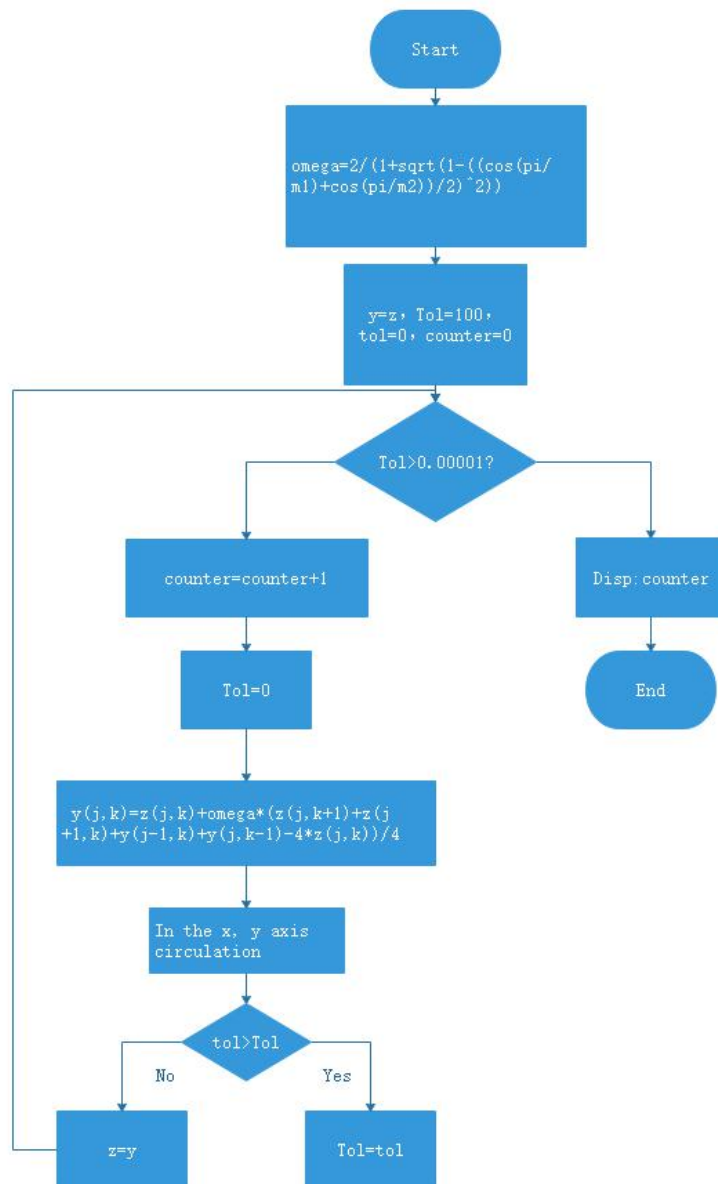 Start
omega=2/(1+sqrt(1-((cos(pi/
m1)+cos(pi/m2))/2)^2))
y=z，Tol=100，
tol=0，counter=0
Tol>0.00001?
counter=counter+1
Disp:counter
Tol=0
End
y(j,k)=z(j,k)+omega*(z(j,k+1)+z(j
+1,k)+y(j-1,k)+y(j,k-1)-4*z(j,k))/4
In the x, y axis
circulation
tol>Tol
No
Yes
z=y
Tol=tol